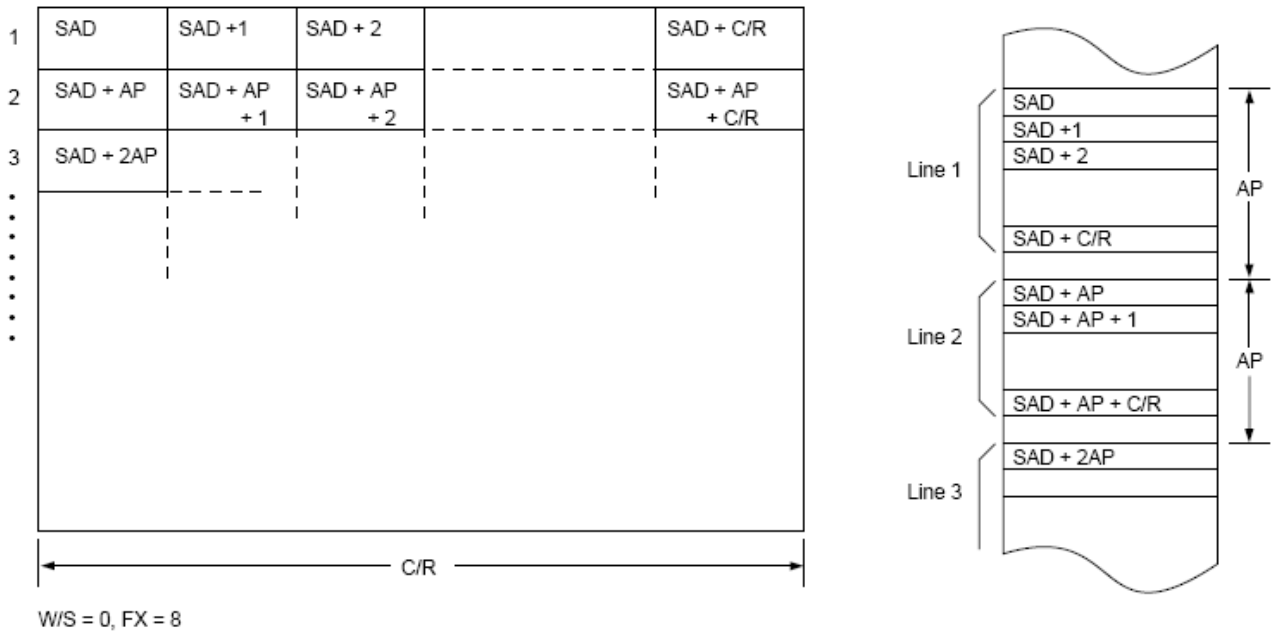 1 SAD SAD +1 SAD + 2 SAD + C/R
2 SAD + AP SAD + AP + 1 SAD + AP + 2 SAD + AP + C/R
3 SAD + 2AP
C/R
W/S = 0, FX = 8
Line 1
SAD
SAD +1
SAD + 2
SAD + C/R
AP
Line 2
SAD + AP
SAD + AP + 1
SAD + AP + C/R
AP
Line 3
SAD + 2AP